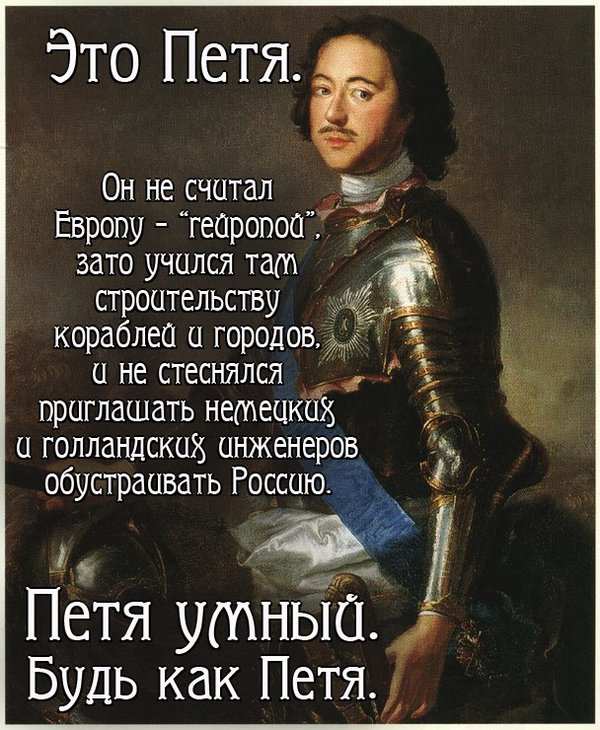 Это Петя.
Он не считал
Европу - "гейропой",
зато учился там
строительству
кораблей и городов,
и не стеснялся
приглашать немецких
и голландских инженеров
обустраивать Россию.
Петя умный.
Будь как Петя.